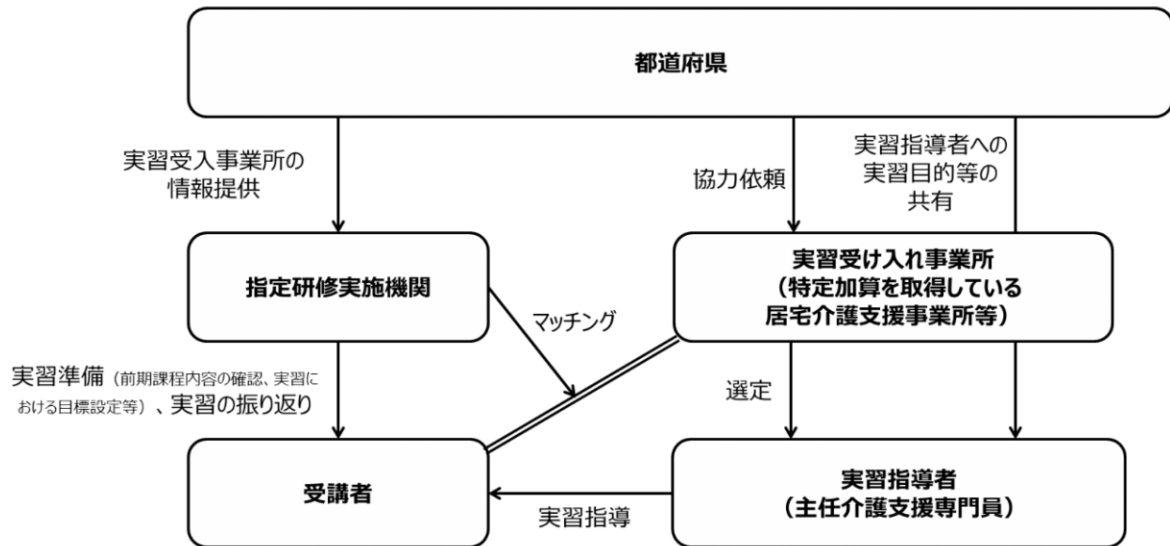 都道府県
実習受入事業所の
情報提供
協力依頼
実習指導者への
実習目的等の
共有
指定研修実施機関
実習受け入れ事業所
(特定加算を取得している
居宅介護支援事業所等)
マッチング
実習準備(前期課程内容の確認、実習に
おける目標設定等)、実習の振り返り
選定
受講者
実習指導
実習指導者
(主任介護支援専門員)